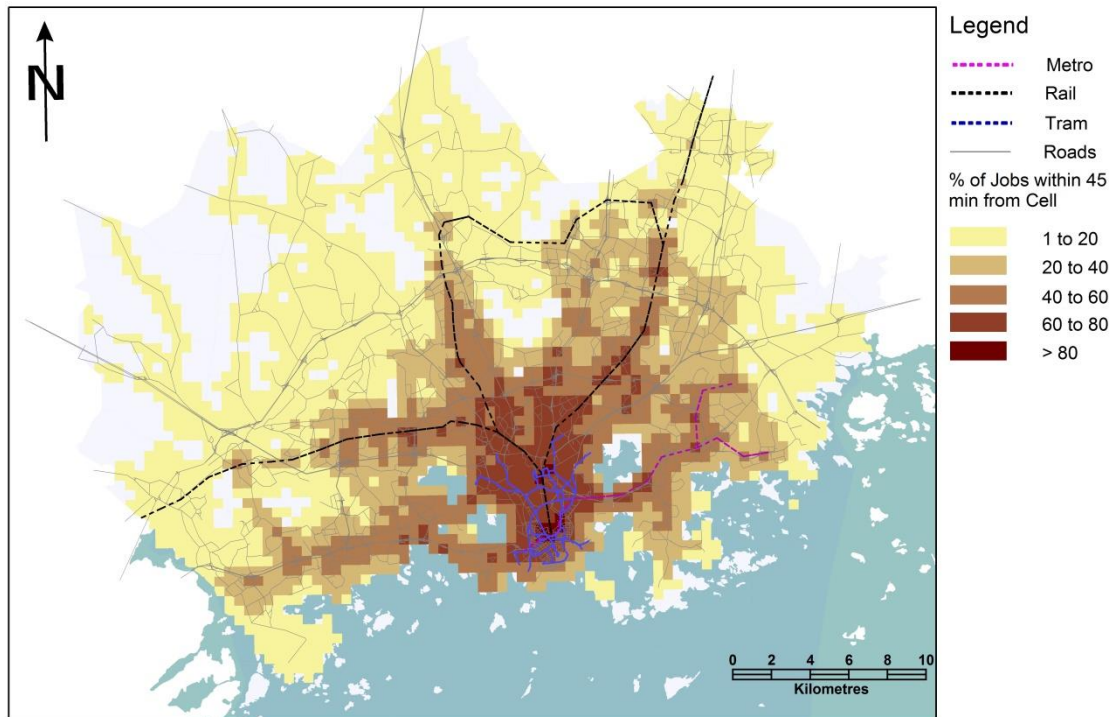 N
Legend
Metro
Rail
Tram
Roads
% of Jobs within 45
min from Cell
1 to 20
20 to 40
40 to 60
60 to 80
> 80
0 2 4 6 8 10
Kilometres